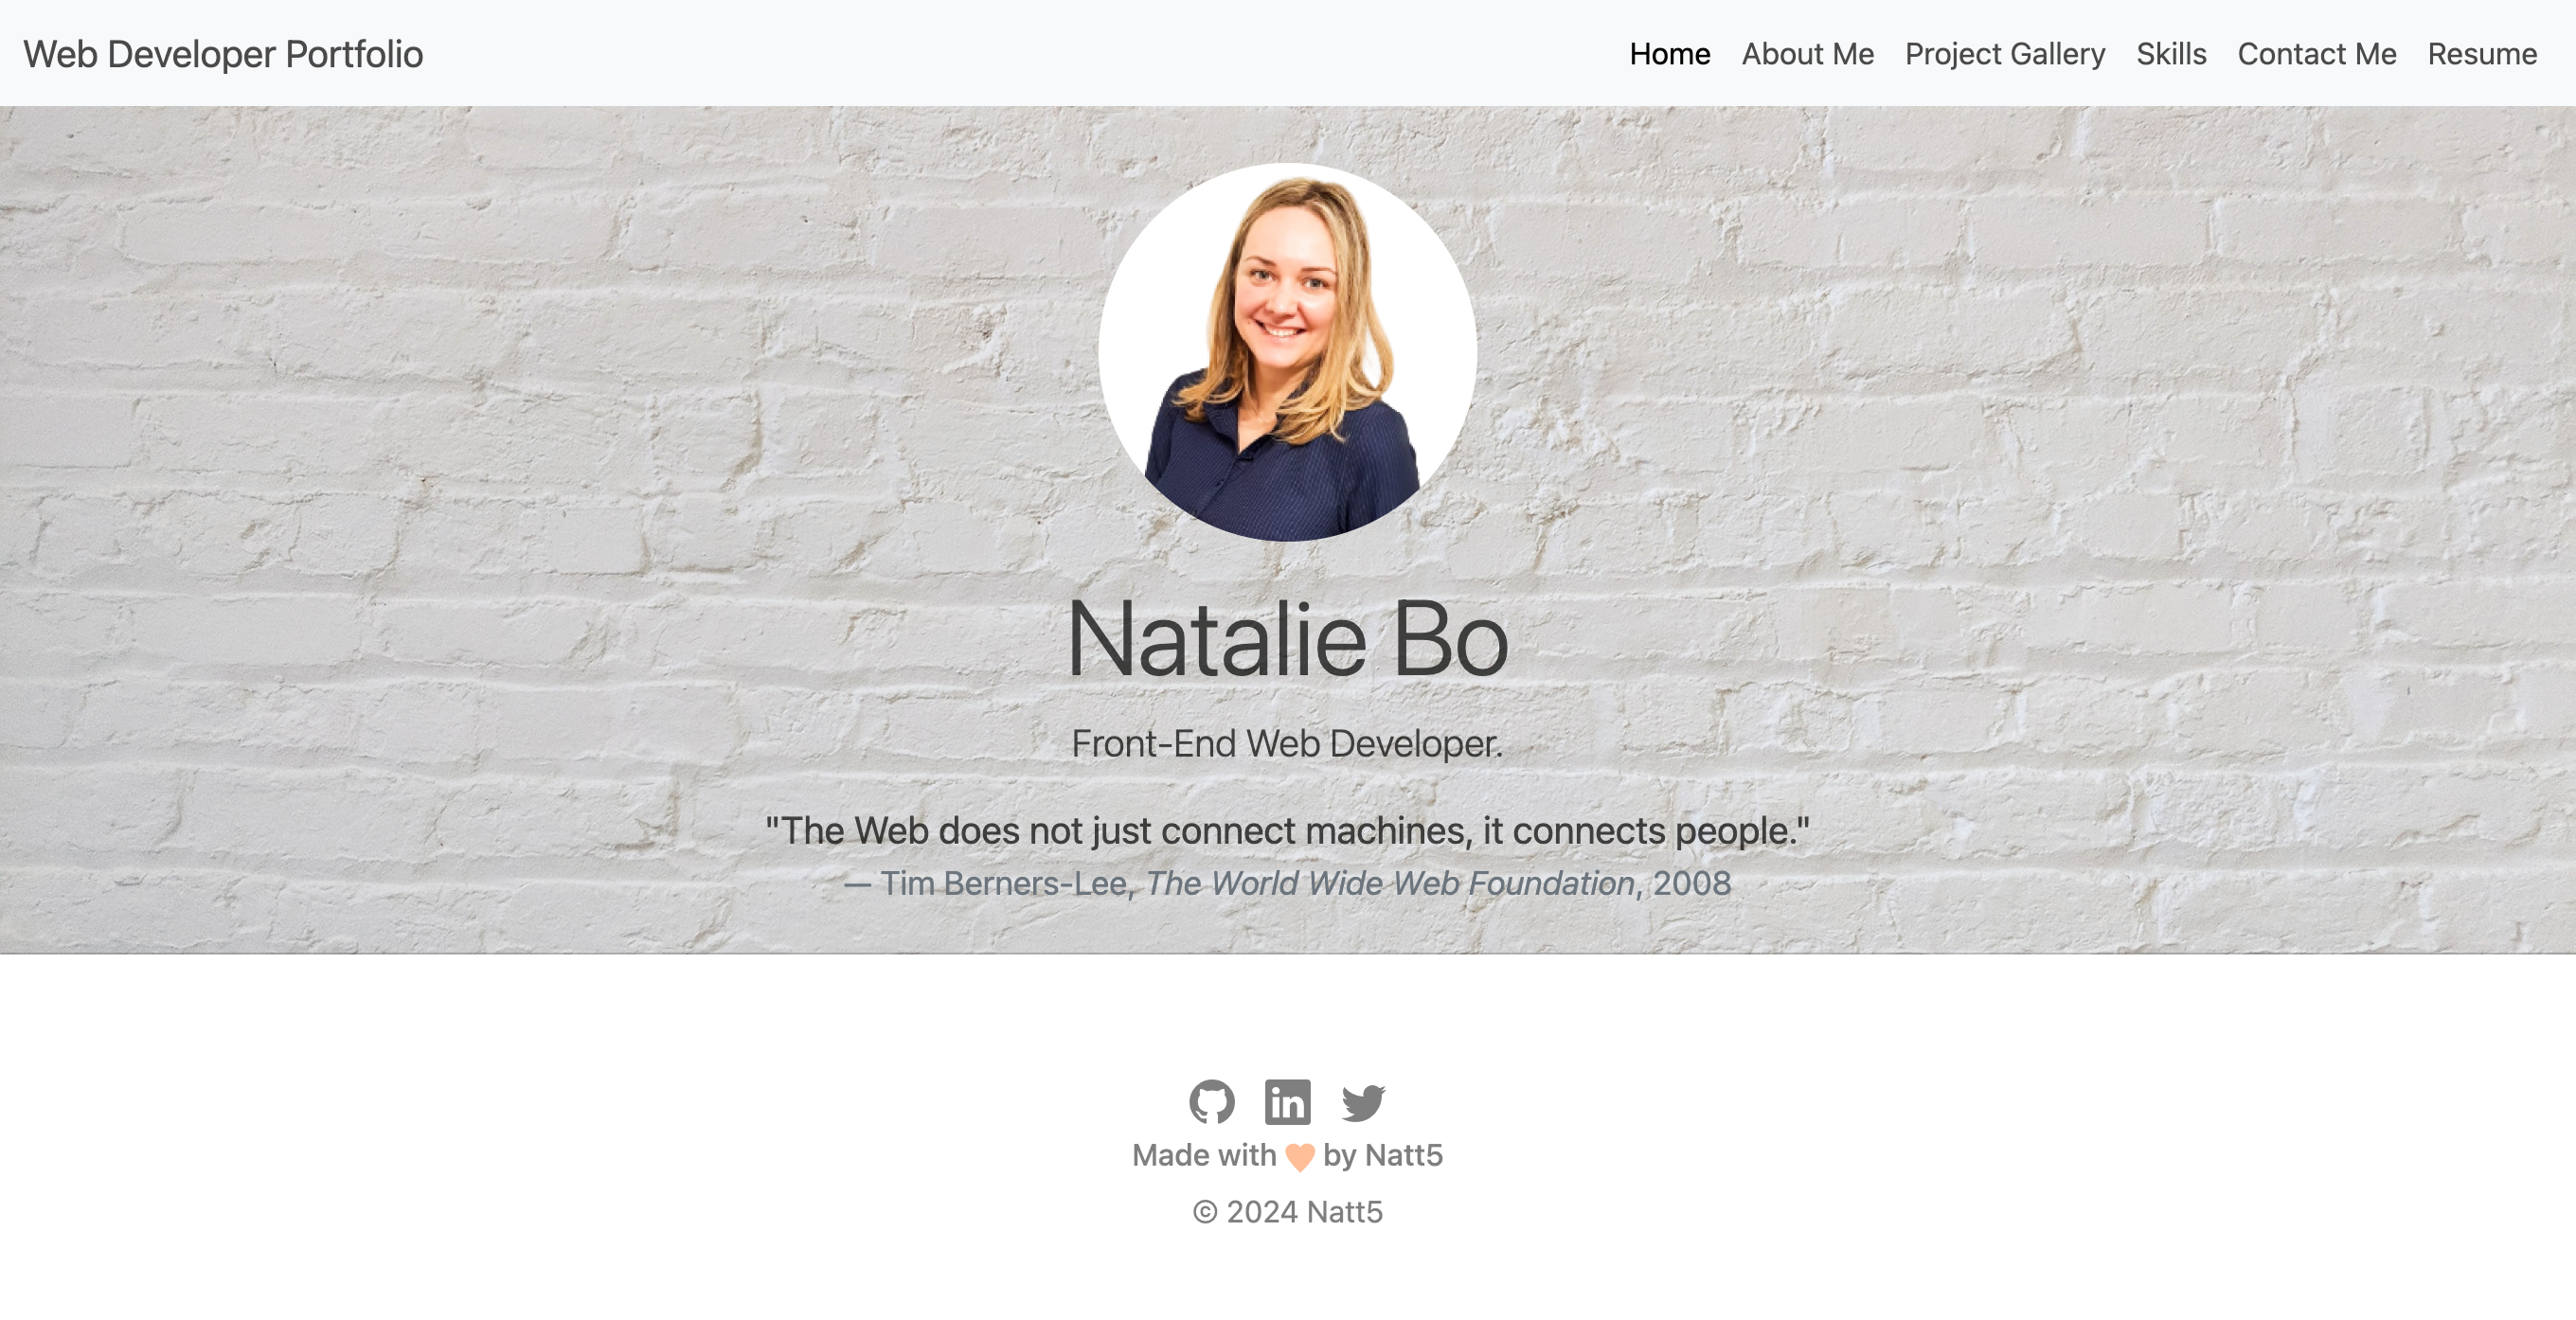 Web Developer Portfolio
Home About Me Project Gallery Skills Contact Me Resume
Natalie Bo
Front-End Web Developer.
"The Web does not just connect machines, it connects people."
— Tim Berners-Lee, The World Wide Web Foundation, 2008
in
Made with 🧡 by Natt5
© 2024 Natt5